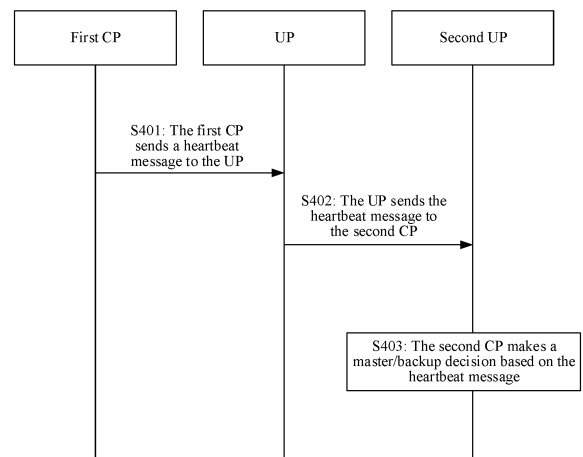 First CP
UP
Second UP
S401: The first CP
sends a heartbeat
message to the UP
S402: The UP sends the
heartbeat message to
the second CP
S403: The second CP makes a
master/backup decision based on the
heartbeat message